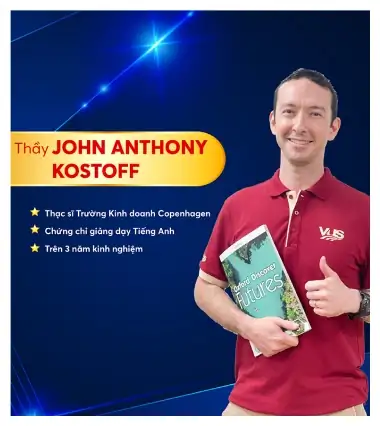 Thầy JOHN ANTHONY
KOSTOFF
Thạc sĩ Trường Kinh doanh Copenhagen
Chứng chỉ giảng dạy Tiếng Anh
Trên 3 năm kinh nghiệm
VUS
Oxford Discover
Futures